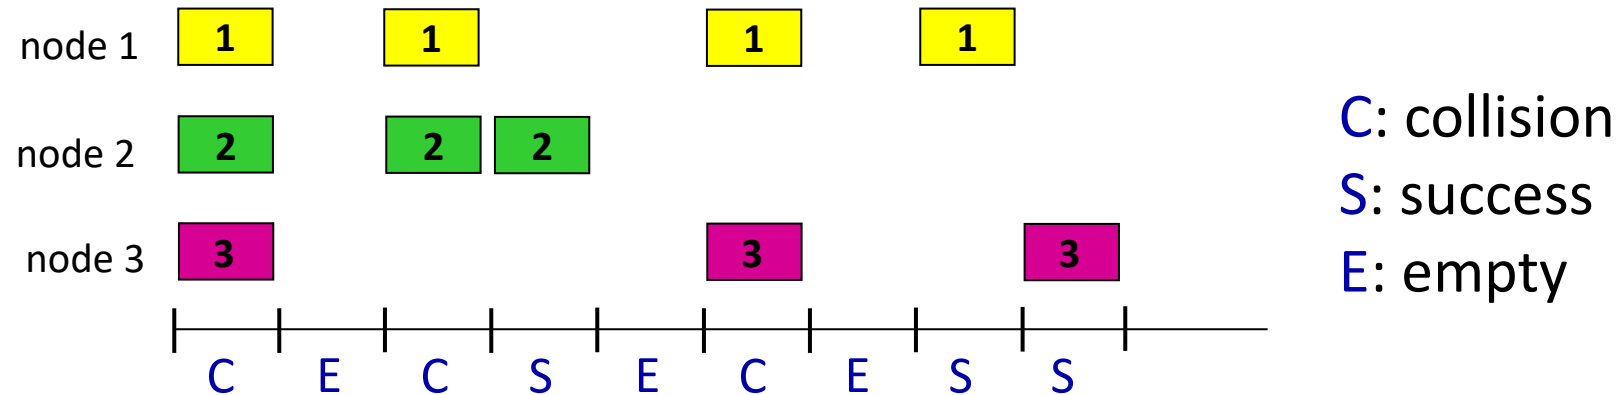 node 1 1 1 1 1
node 2 2 2 2
node 3 3 3 3
C E C S E C E S S
C: collision
S: success
E: empty